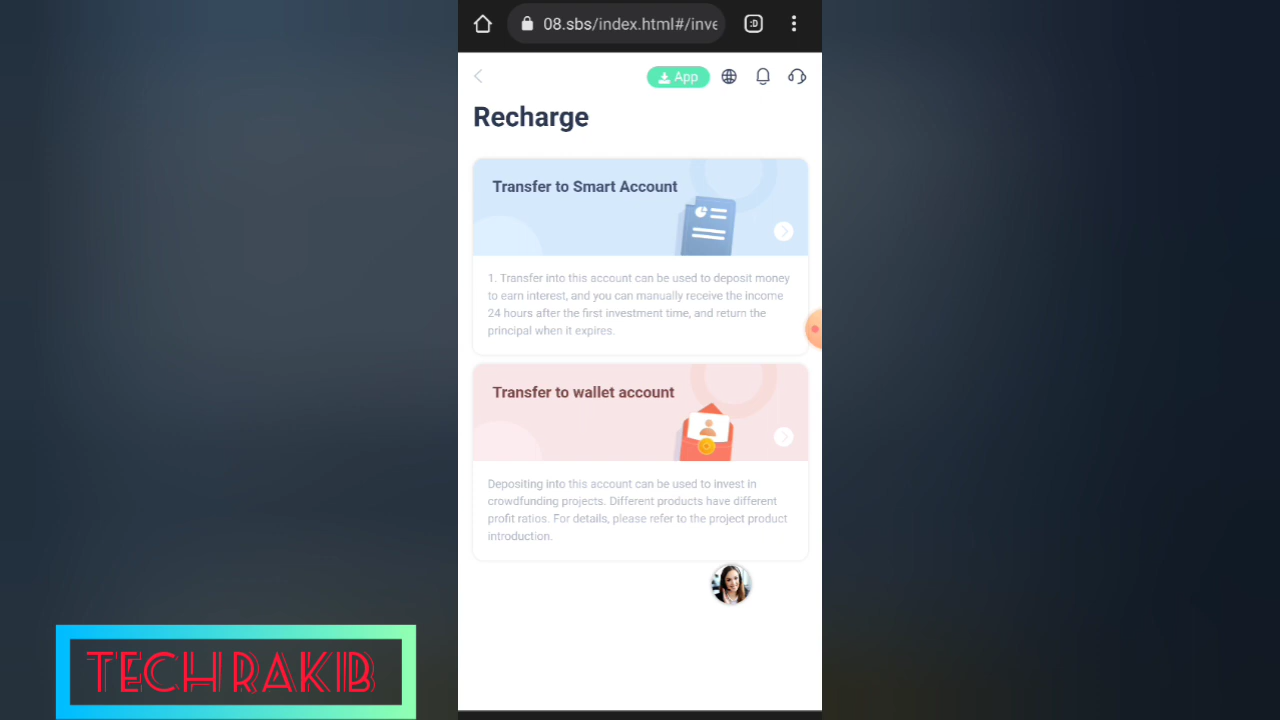 08.sbs/index.html#/inve
:D
App
Recharge
Transfer to Smart Account
1. Transfer into this account can be used to deposit money
to earn interest, and you can manually receive the income
24 hours after the first investment time, and return the
principal when it expires.
Transfer to wallet account
Depositing into this account can be used to invest in
crowdfunding projects. Different products have different
profit ratios. For details, please refer to the project product
introduction.
TECH RAKIB